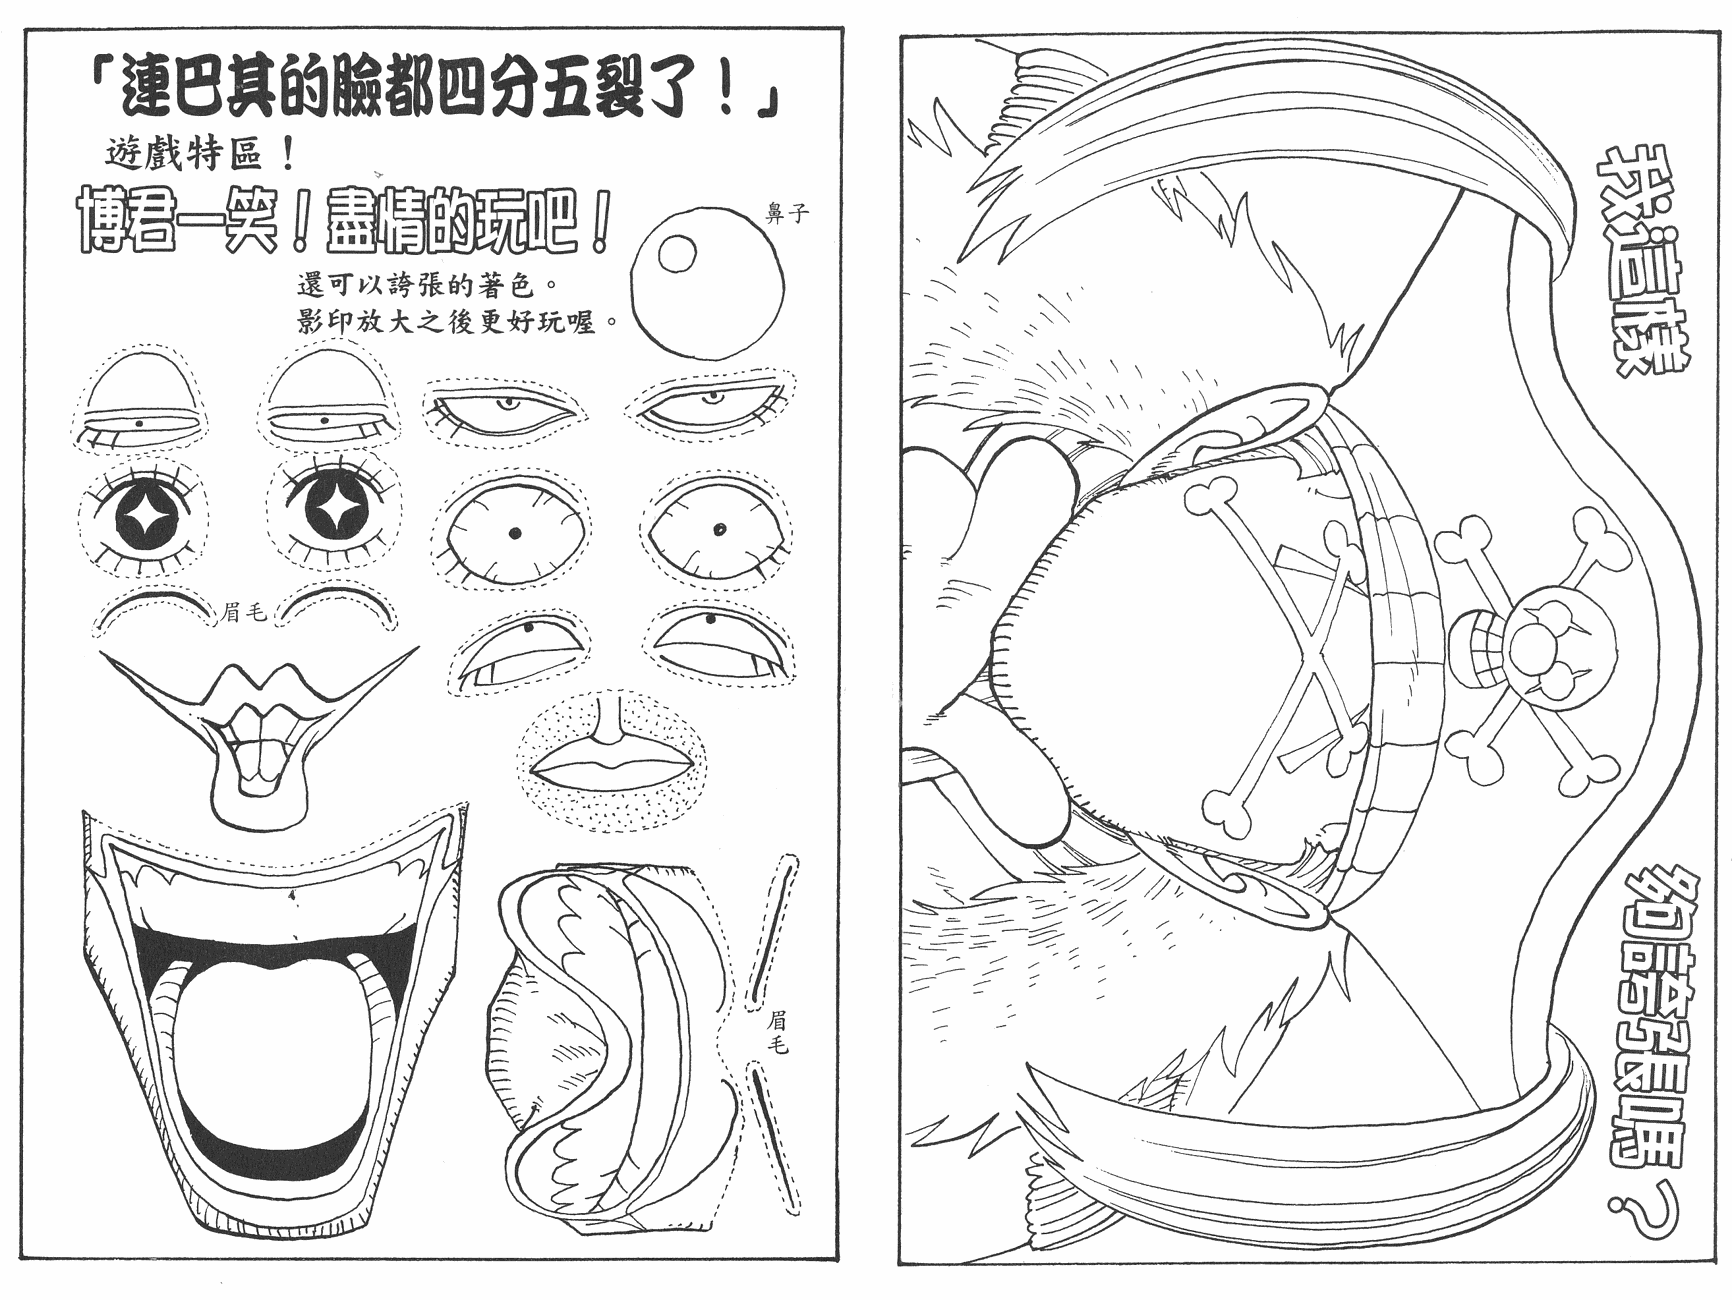 「連巴其的臉都四分五裂了！」
遊戲特區！
博君一笑！盡情的玩吧！
還可以誇張的著色。
影印放大之後更好玩喔。
鼻子
眉毛
眉毛
我這樣
夠誇張嗎？